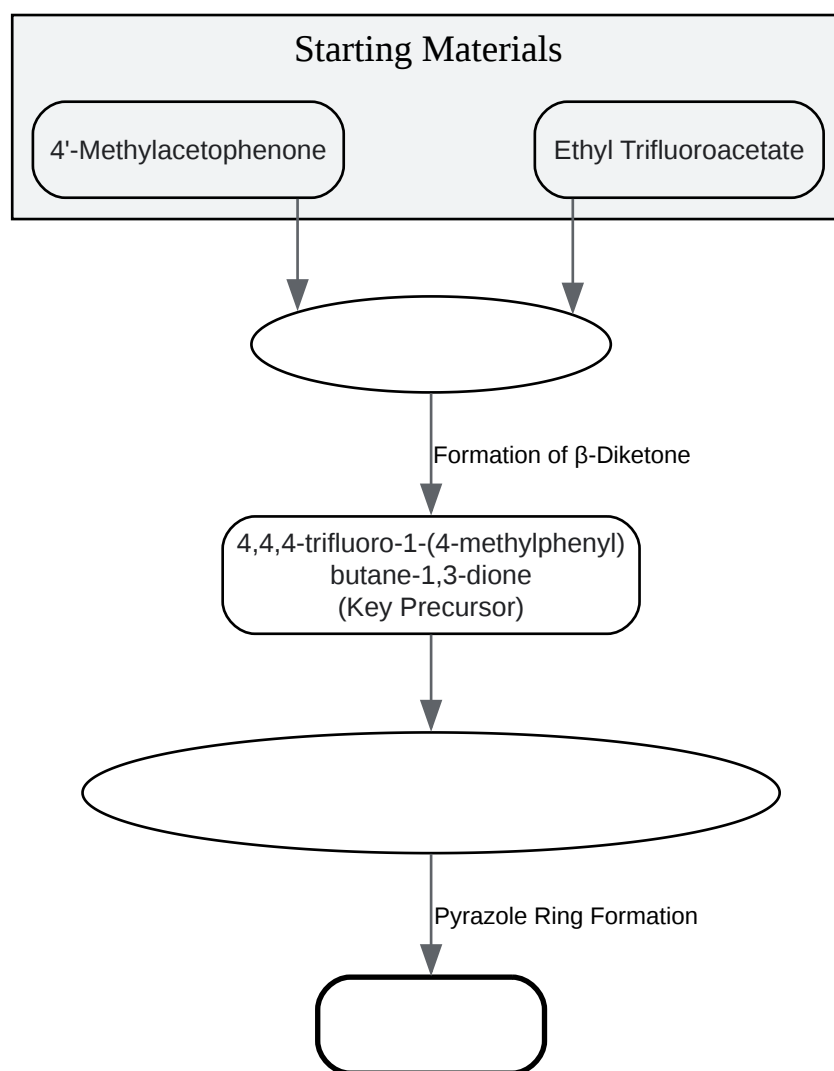 Starting Materials
4'-Methylacetophenone
Ethyl Trifluoroacetate
Formation of β-Diketone
4,4,4-trifluoro-1-(4-methylphenyl)
butane-1,3-dione
(Key Precursor)
Pyrazole Ring Formation